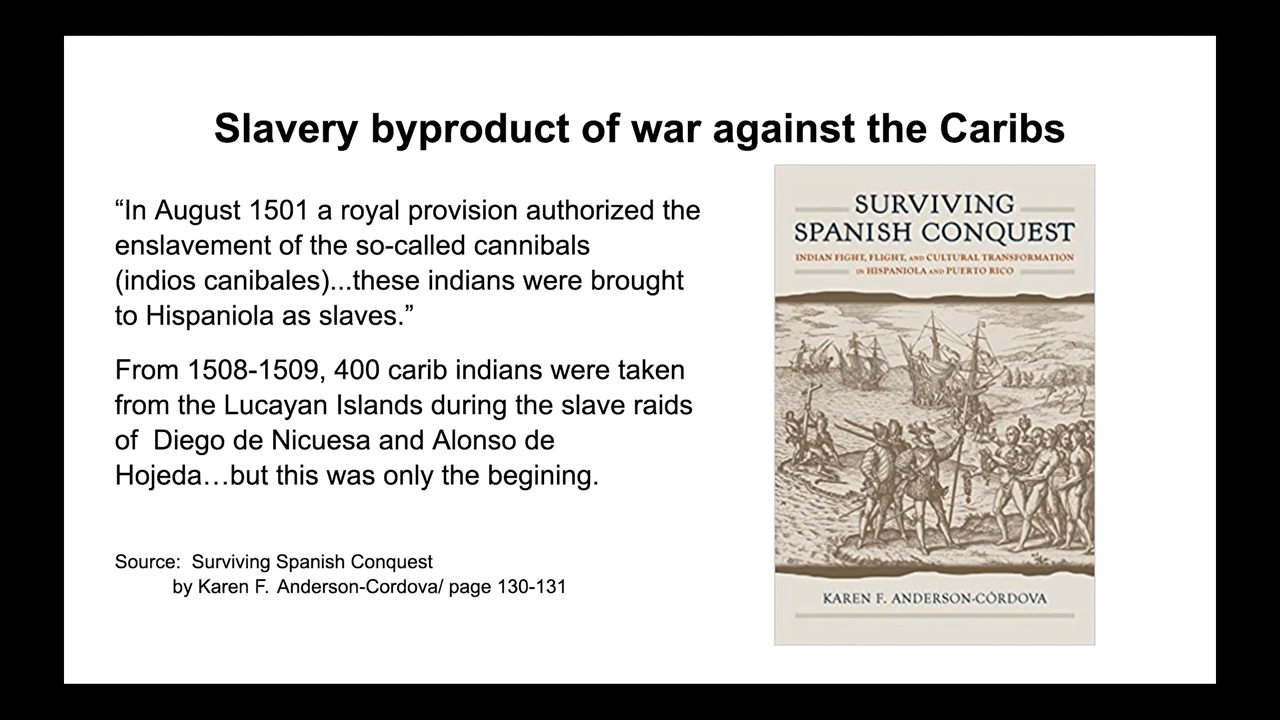 Slavery byproduct of war against the Caribs
“In August 1501 a royal provision authorized the
enslavement of the so-called cannibals
(indios canibales)...these indians were brought
to Hispaniola as slaves.”
From 1508-1509, 400 carib indians were taken
from the Lucayan Islands during the slave raids
of  Diego de Nicuesa and Alonso de
Hojeda…but this was only the begining.
Source:  Surviving Spanish Conquest
by Karen F. Anderson-Cordova/ page 130-131
SURVIVING
SPANISH CONQUEST
INDIAN FIGHT, FLIGHT, AND CULTURAL TRANSFORMATION
IN HISPANIOLA AND PUERTO RICO
KAREN F. ANDERSON-CÓRDOVA